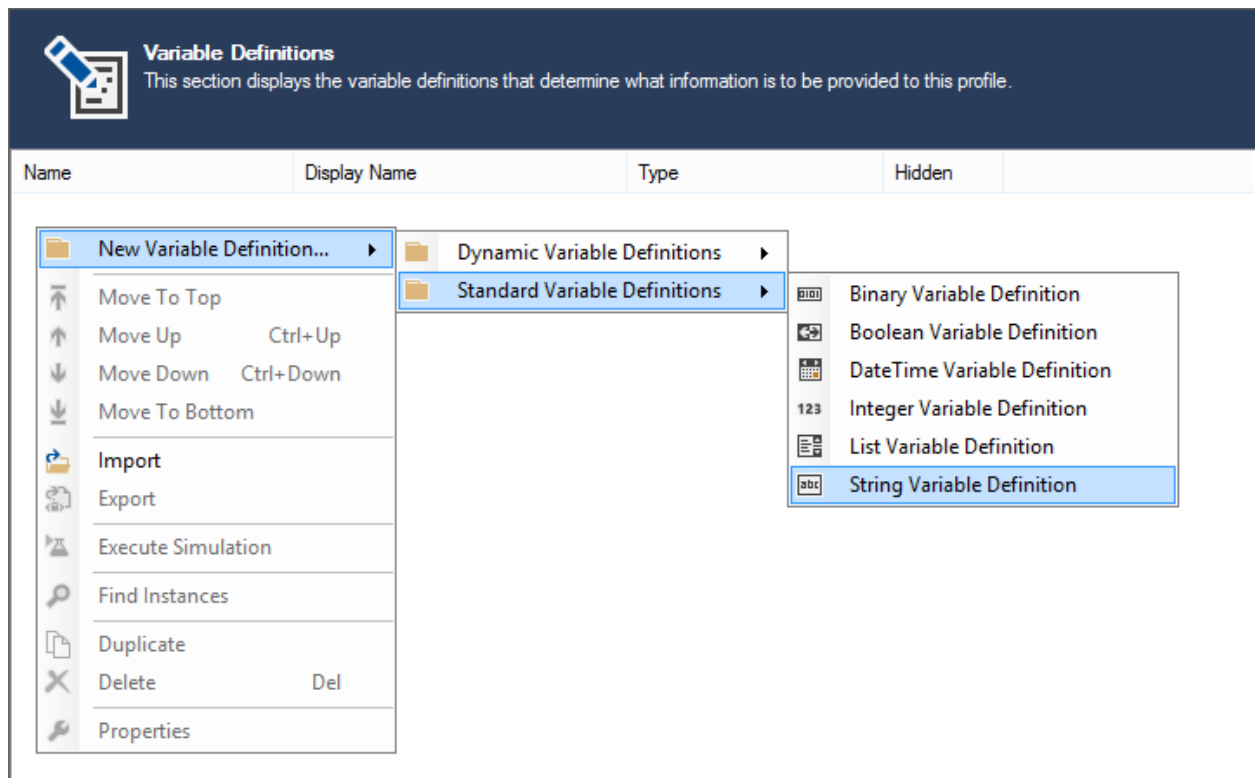 Variable Definitions
This section displays the variable definitions that determine what information is to be provided to this profile.
Name Display Name Type Hidden
New Variable Definition...
Move To Top
Move Up Ctrl+Up
Move Down Ctrl+Down
Move To Bottom
Import
Export
Execute Simulation
Find Instances
Duplicate
Delete Del
Properties
Dynamic Variable Definitions
Standard Variable Definitions
Binary Variable Definition
Boolean Variable Definition
DateTime Variable Definition
123 Integer Variable Definition
List Variable Definition
abc String Variable Definition